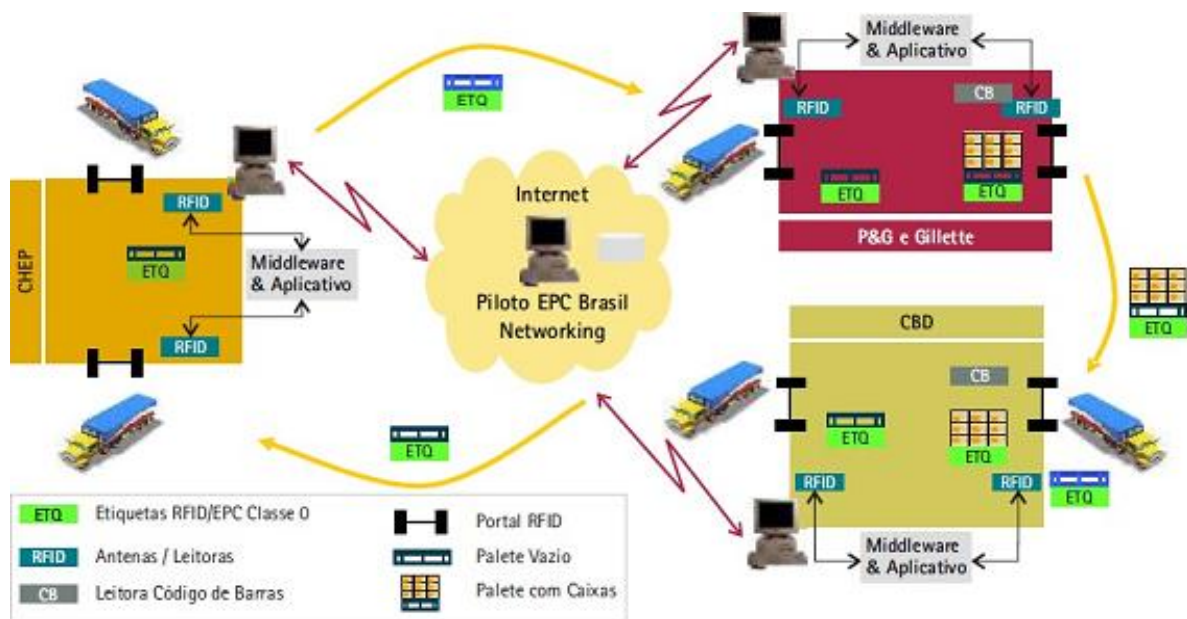 Middleware
& Aplicativo
ETQ
RFID
CB
RFID
ETQ
ETQ
P&G e Gillette
CHEP
RFID
ETQ
Middleware
& Aplicativo
RFID
Internet
Piloto EPC Brasil
Networking
ETQ
CBD
CB
ETQ
ETQ
RFID
RFID
ETQ
Middleware
& Aplicativo
ETQ
ETQ Etiquetas RFID/EPC Classe 0
RFID Antenas / Leitoras
CB Leitora Código de Barras
Portal RFID
Palete Vazio
Palete com Caixas